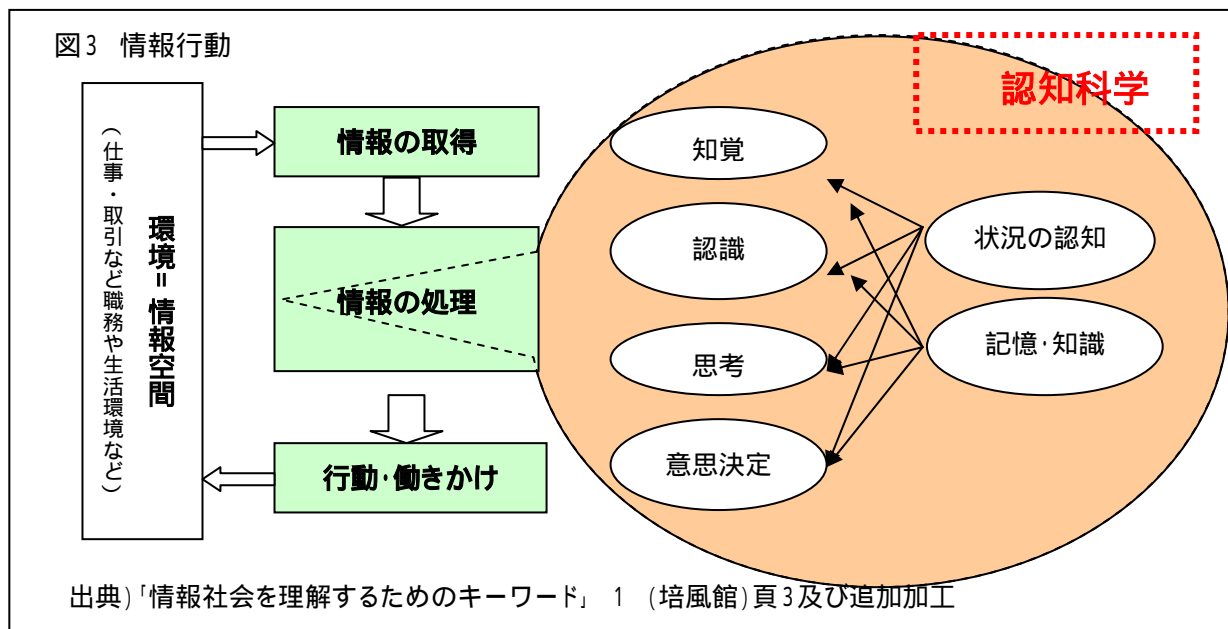 図3 情報行動
認知科学
環境=情報空間
(仕事・取引など職務や生活環境など)
情報の取得
情報の処理
行動・働きかけ
知覚
認識
思考
意思決定
状況の認知
記憶・知識
出典)「情報社会を理解するためのキーワード」 1 (培風館)頁3及び追加加工